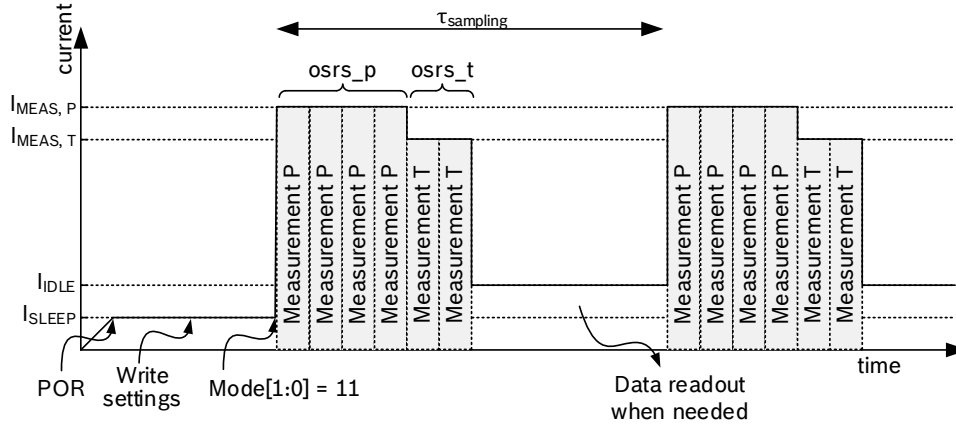 current
τsampling
osrs_p
osrs_t
IMEAS, P
IMEAS, T
Measurement P
Measurement P
Measurement P
Measurement P
Measurement T
Measurement T
Measurement P
Measurement P
Measurement P
Measurement P
Measurement T
Measurement T
IIDLE
ISLEEP
time
POR
Write
settings
Mode[1:0] = 11
Data readout
when needed